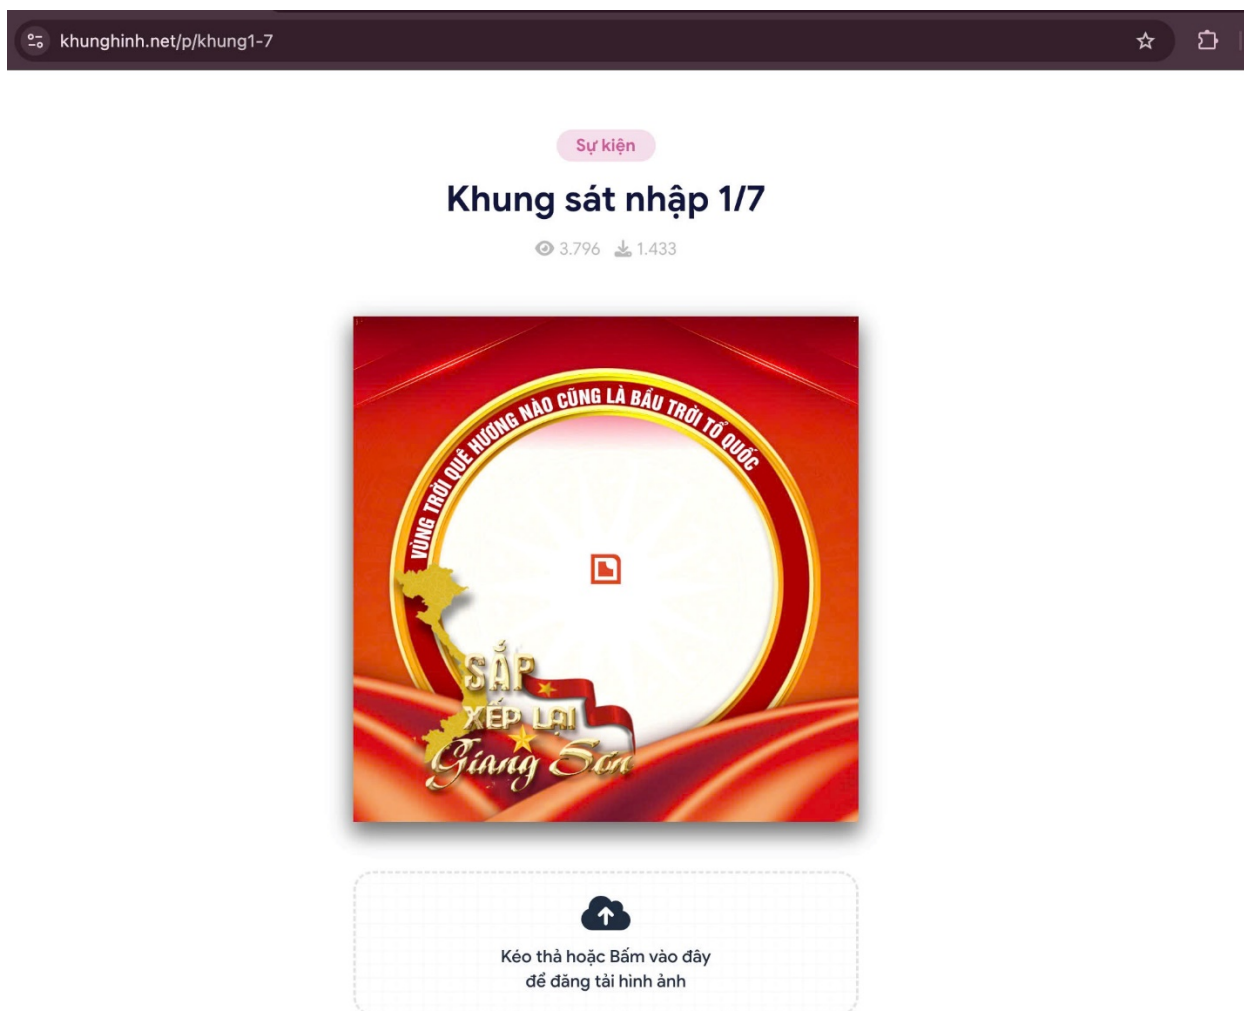 khunghinh.net/p/khung1-7
Sự kiện
Khung sát nhập 1/7
3.796 1.433
VÙNG TRỜI QUÊ HƯƠNG NÀO CŨNG LÀ BẦU TRỜI TỔ QUỐC
SẮP
XẾP LẠI
Giang Sơn
Kéo thả hoặc Bấm vào đây
để đăng tải hình ảnh